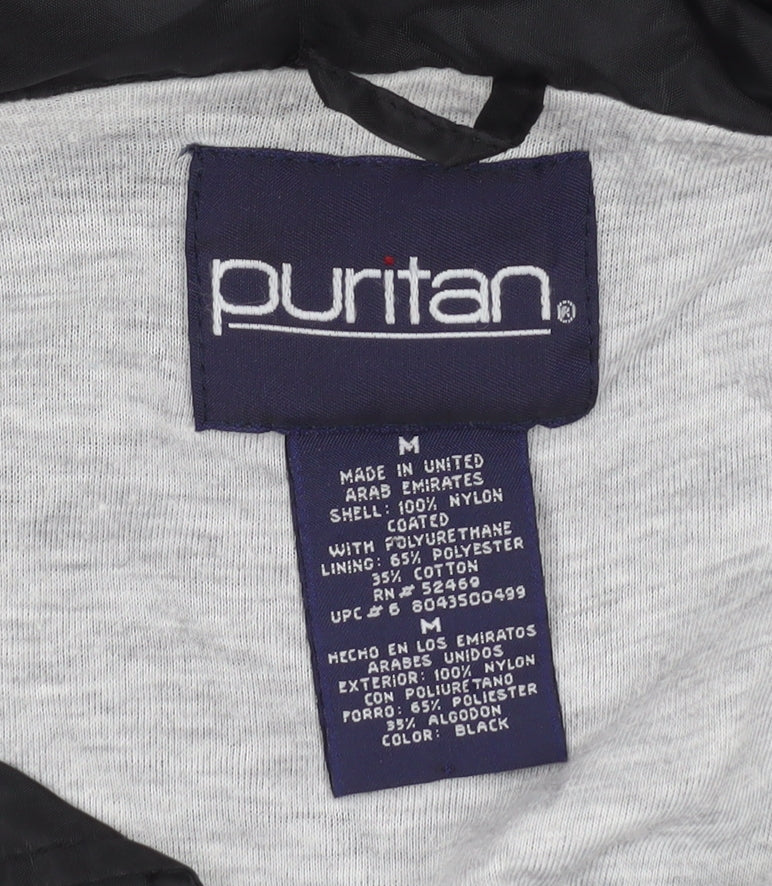 puritan®
M
MADE IN UNITED
ARAB EMIRATES
SHELL: 100% NYLON
COATED
WITH POLYURETHANE
LINING: 65% POLYESTER
35% COTTON
RN# 52469
UPC# 6 8043500499
M
HECHO EN LOS EMIRATOS
ARABES UNIDOS
EXTERIOR: 100% NYLON
CON POLIURETANO
FORRO: 65% POLIESTER
35% ALGODON
COLOR: BLACK